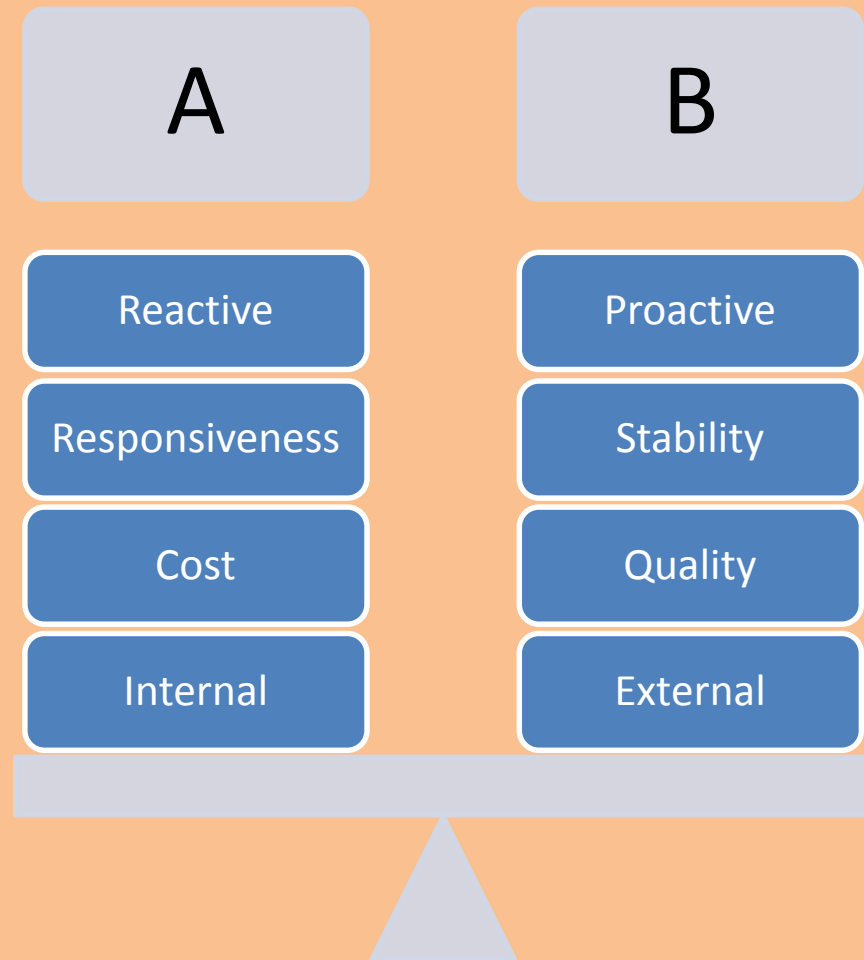 A
B
Reactive
Proactive
Responsiveness
Stability
Cost
Quality
Internal
External